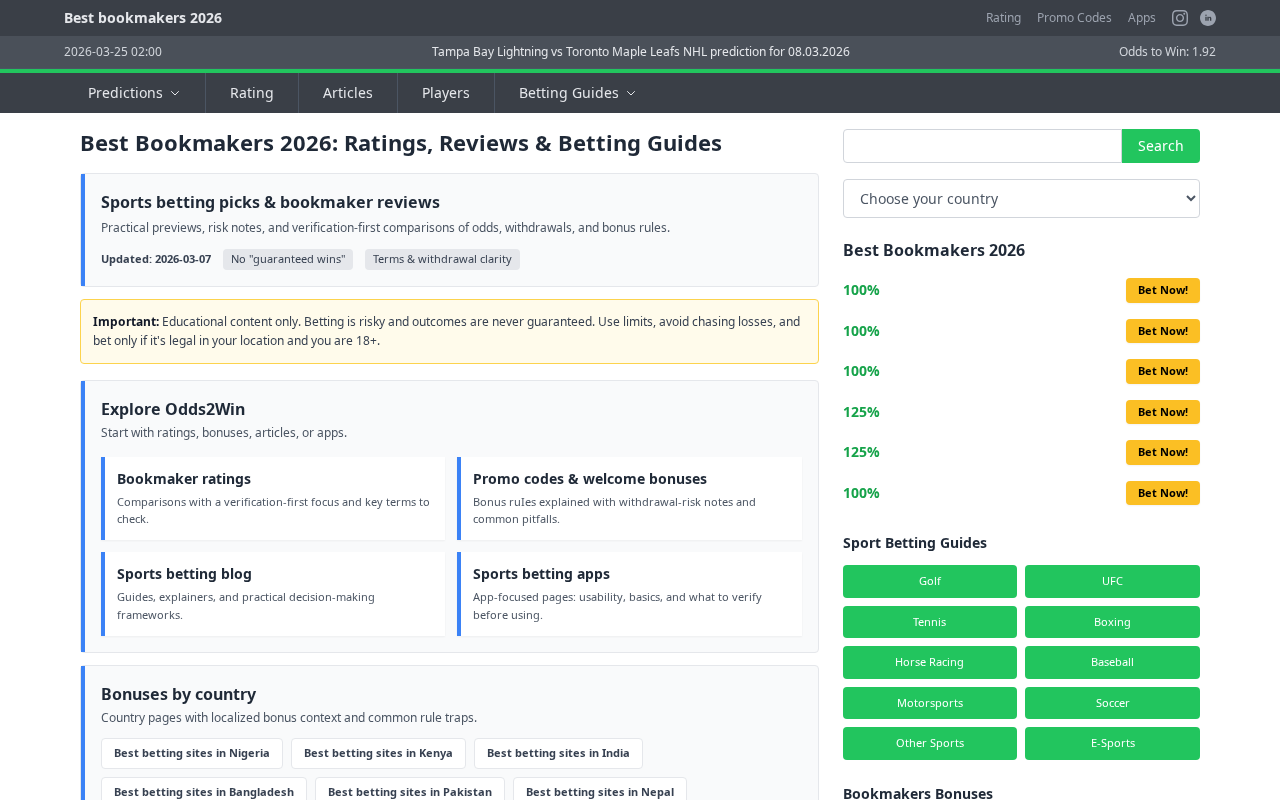 Best bookmakers 2026
Rating Promo Codes Apps
2026-03-25 02:00
Tampa Bay Lightning vs Toronto Maple Leafs NHL prediction for 08.03.2026
Odds to Win: 1.92
Predictions Rating Articles Players Betting Guides
Best Bookmakers 2026: Ratings, Reviews & Betting Guides
Sports betting picks & bookmaker reviews
Practical previews, risk notes, and verification-first comparisons of odds, withdrawals, and bonus rules.
Updated: 2026-03-07 No "guaranteed wins" Terms & withdrawal clarity
Important: Educational content only. Betting is risky and outcomes are never guaranteed. Use limits, avoid chasing losses, and
bet only if it's legal in your location and you are 18+.
Explore Odds2Win
Start with ratings, bonuses, articles, or apps.
Bookmaker ratings
Comparisons with a verification-first focus and key terms to
check.
Promo codes & welcome bonuses
Bonus ruIes explained with withdrawal-risk notes and
common pitfalls.
Sports betting blog
Guides, explainers, and practical decision-making
frameworks.
Sports betting apps
App-focused pages: usability, basics, and what to verify
before using.
Bonuses by country
Country pages with localized bonus context and common rule traps.
Best betting sites in Nigeria Best betting sites in Kenya Best betting sites in India
Best betting sites in Bangladesh Best betting sites in Pakistan Best betting sites in Nepal
Search
Choose your country
Best Bookmakers 2026
100% Bet Now!
100% Bet Now!
100% Bet Now!
125% Bet Now!
125% Bet Now!
100% Bet Now!
Sport Betting Guides
Golf UFC
Tennis Boxing
Horse Racing Baseball
Motorsports Soccer
Other Sports E-Sports
Bookmakers Bonuses